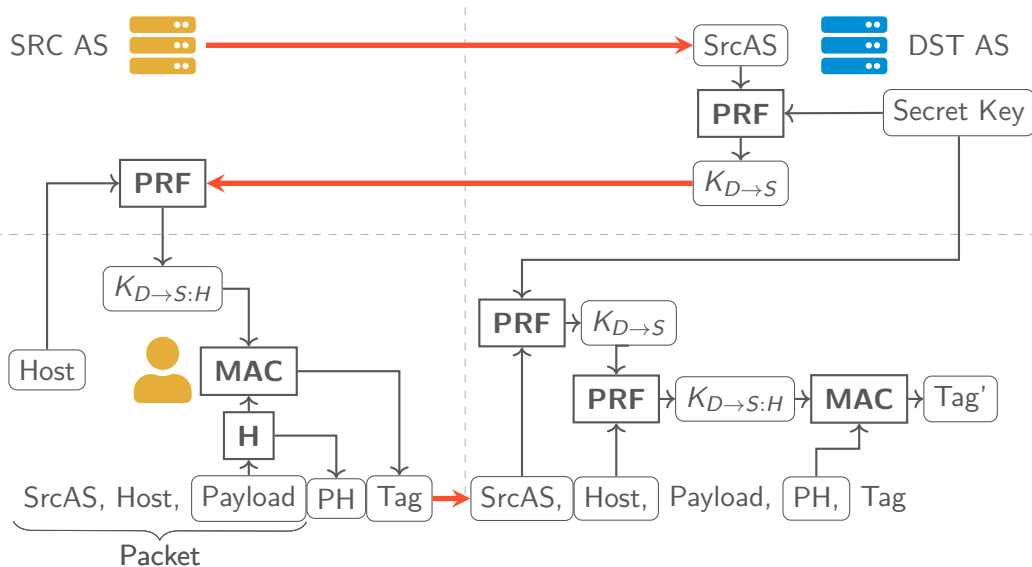 SRC AS
SrcAS
DST AS
PRF
Secret Key
PRF
K_{D→S}
K_{D→S:H}
PRF
K_{D→S}
Host
MAC
PRF
K_{D→S:H}
MAC
Tag'
H
SrcAS, Host, Payload PH Tag
SrcAS, Host, Payload, PH, Tag
Packet